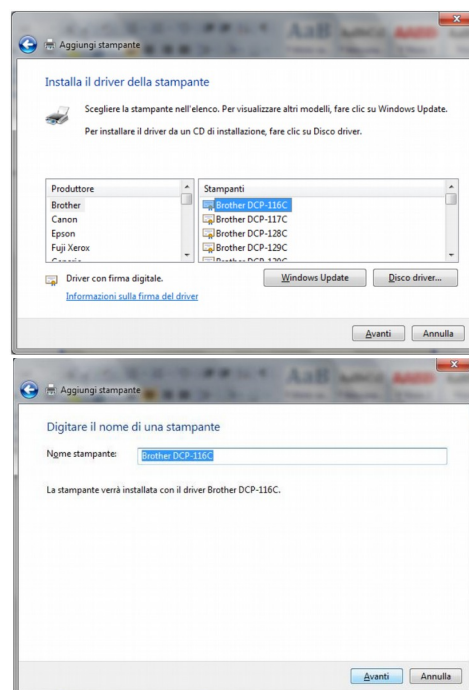 Aggiungi stampante
Installa il driver della stampante
Scegliere la stampante nell'elenco. Per visualizzare altri modelli, fare clic su Windows Update.
Per installare il driver da un CD di installazione, fare clic su Disco driver.
Produttore
Brother
Canon
Epson
Fuji Xerox
Generic
Stampanti
Brother DCP-116C
Brother DCP-117C
Brother DCP-128C
Brother DCP-129C
Driver con firma digitale.
Informazioni sulla firma del driver
Windows Update
Disco driver...
Avanti
Annulla
Aggiungi stampante
Digitare il nome di una stampante
Nome stampante:
Brother DCP-116C
La stampante verrà installata con il driver Brother DCP-116C.
Avanti
Annulla